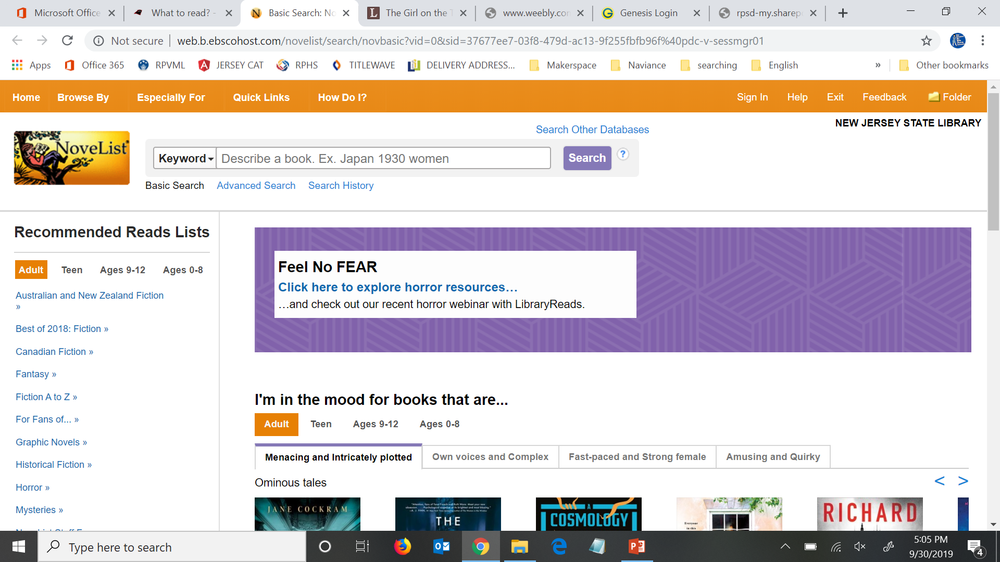 Microsoft Office
What to read? -
Basic Search: No
The Girl on the T
www.weebly.con
Genesis Login
rpsd-my.sharep
Not secure
web.b.ebscohost.com/novelist/search/novbasic?vid=0&sid=37677ee7-03f8-479d-ac13-9f255fbfb96f%40pdc-v-sessmgr01
Apps
Office 365
RPVML
JERSEY CAT
RPHS
TITLEWAVE
DELIVERY ADDRESS...
Makerspace
Naviance
searching
English
»
Other bookmarks
Home
Browse By
Especially For
Quick Links
How Do I?
Sign In
Help
Exit
Feedback
Folder
NEW JERSEY STATE LIBRARY
Search Other Databases
NoveList
Keyword
Describe a book. Ex. Japan 1930 women
Search
?
Basic Search
Advanced Search
Search History
Recommended Reads Lists
Adult
Teen
Ages 9-12
Ages 0-8
Australian and New Zealand Fiction
»
Best of 2018: Fiction »
Canadian Fiction »
Fantasy »
Fiction A to Z »
For Fans of... »
Graphic Novels »
Historical Fiction »
Horror »
Mysteries »
Feel No FEAR
Click here to explore horror resources…
…and check out our recent horror webinar with LibraryReads.
I'm in the mood for books that are...
Adult
Teen
Ages 9-12
Ages 0-8
Menacing and Intricately plotted
Own voices and Complex
Fast-paced and Strong female
Amusing and Quirky
Ominous tales
< >
JANE COCKRAM
THE
A
COSMOLOGY
Everyone
in this
RICHARD
Type here to search
5:05 PM
9/30/2019
4